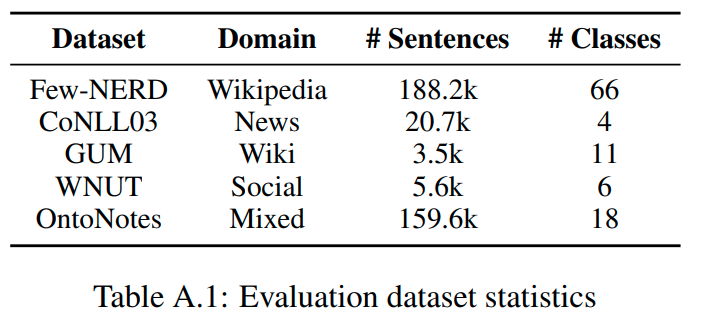 Dataset Domain # Sentences # Classes
Few-NERD Wikipedia 188.2k 66
CoNLL03 News 20.7k 4
GUM Wiki 3.5k 11
WNUT Social 5.6k 6
OntoNotes Mixed 159.6k 18
Table A.1: Evaluation dataset statistics